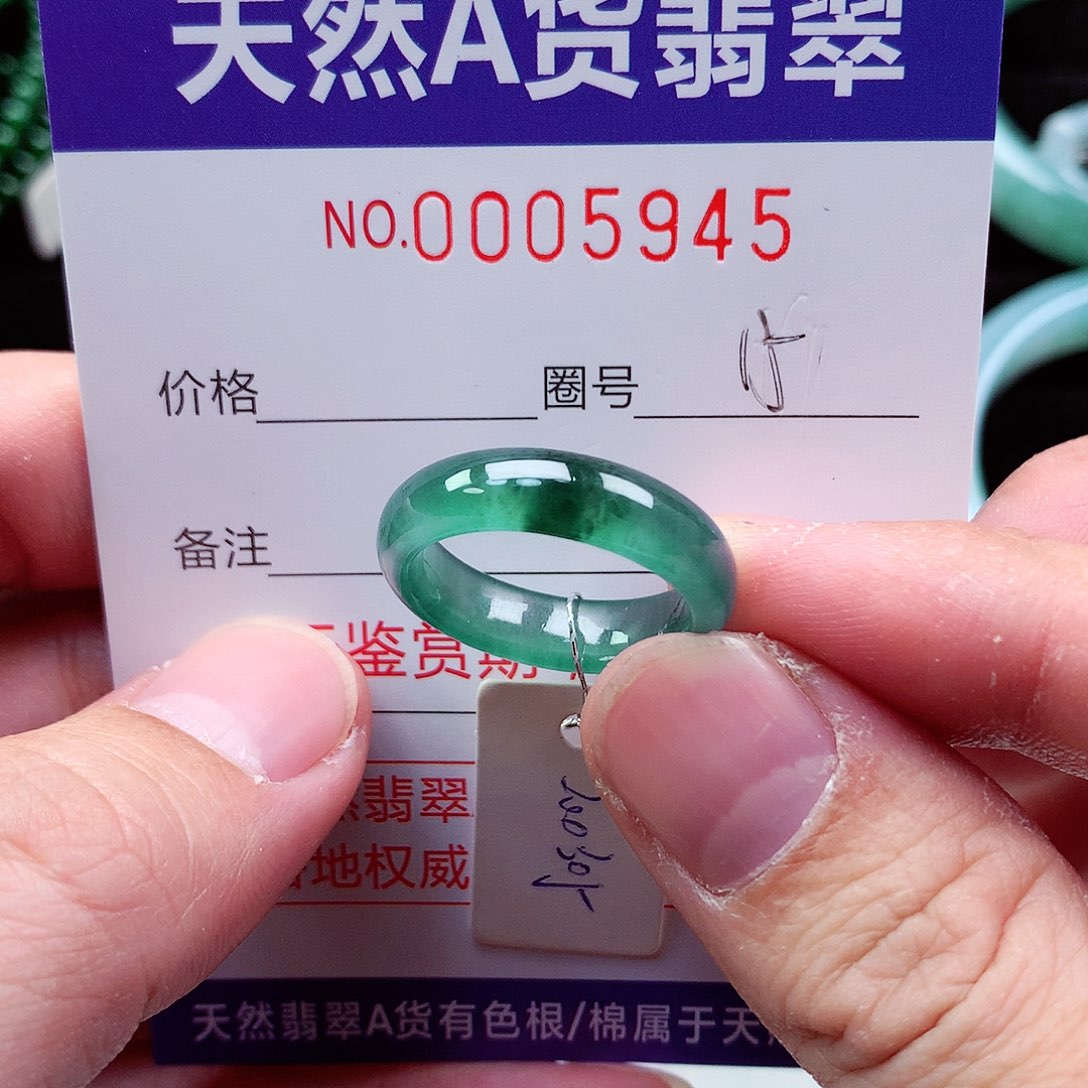 天然A货翡翠
NO.0005945
价格 圈号 15
备注
鉴赏期
翡翠
地权威
天然翡翠A货有色根/棉属于天